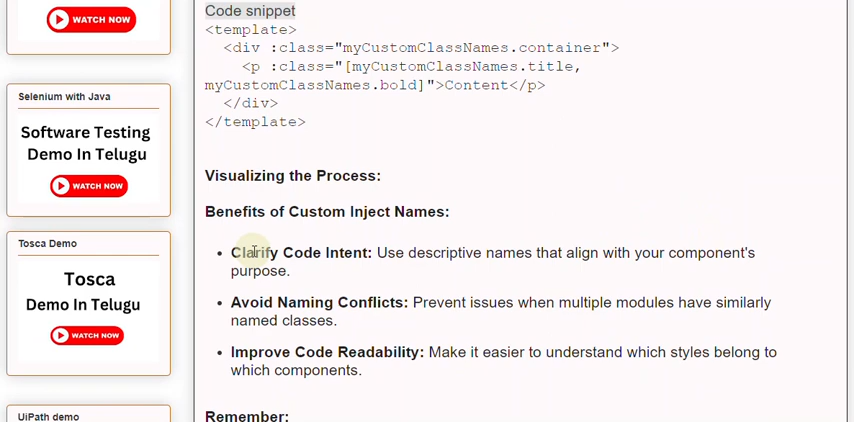 WATCH NOW
Selenium with Java
Software Testing
Demo In Telugu
WATCH NOW
Tosca Demo
Tosca
Demo In Telugu
WATCH NOW
UiPath demo
Code snippet
<template>
<div :class="myCustomClassNames.container">
<p :class="[myCustomClassNames.title,
myCustomClassNames.bold]">Content</p>
</div>
</template>
Visualizing the Process:
Benefits of Custom Inject Names:
• Clarify Code Intent: Use descriptive names that align with your component's
purpose.
• Avoid Naming Conflicts: Prevent issues when multiple modules have similarly
named classes.
• Improve Code Readability: Make it easier to understand which styles belong to
which components.
Remember: